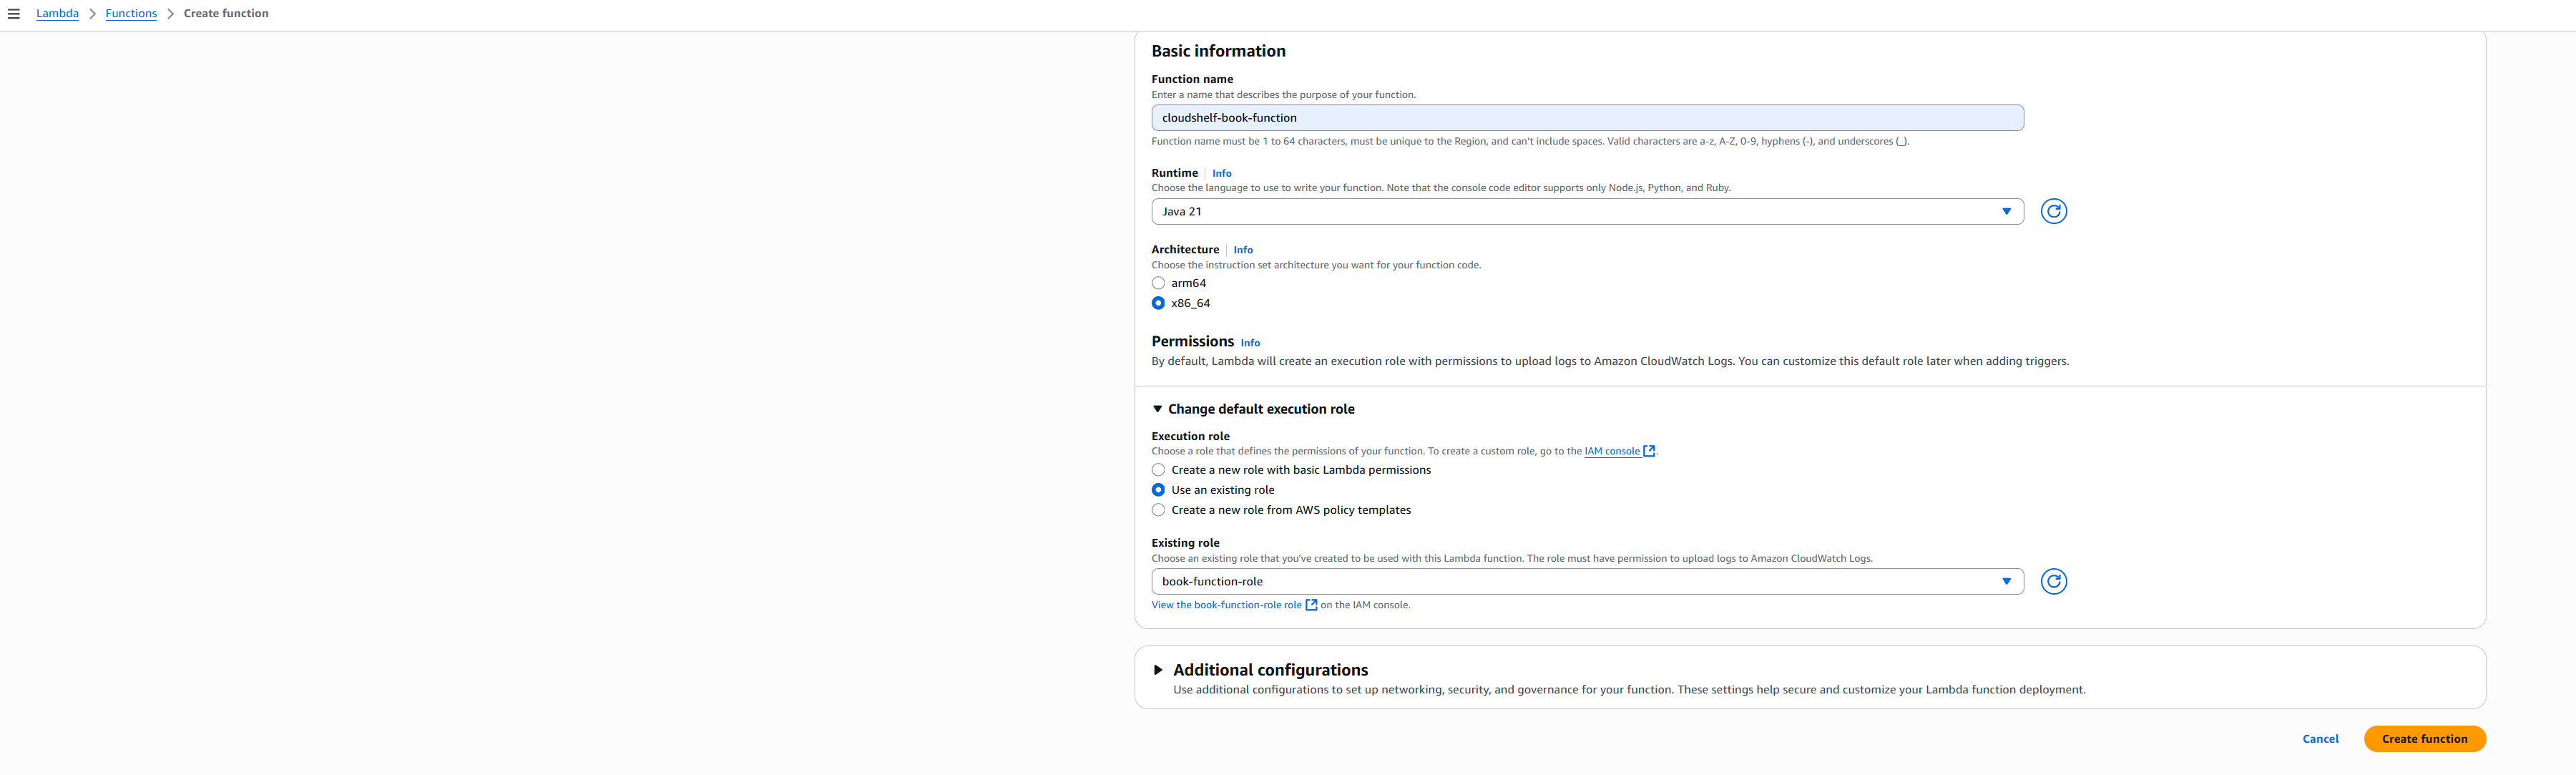 Lambda > Functions > Create function
Basic information
Function name
Enter a name that describes the purpose of your function.
cloudshelf-book-function
Function name must be 1 to 64 characters, must be unique to the Region, and can't include spaces. Valid characters are a-z, A-Z, 0-9, hyphens (-), and underscores (_).
Runtime | Info
Choose the language to use to write your function. Note that the console code editor supports only Node.js, Python, and Ruby.
Java 21
Architecture | Info
Choose the instruction set architecture you want for your function code.
arm64
x86_64
Permissions Info
By default, Lambda will create an execution role with permissions to upload logs to Amazon CloudWatch Logs. You can customize this default role later when adding triggers.
Change default execution role
Execution role
Choose a role that defines the permissions of your function. To create a custom role, go to the IAM console.
Create a new role with basic Lambda permissions
Use an existing role
Create a new role from AWS policy templates
Existing role
Choose an existing role that you've created to be used with this Lambda function. The role must have permission to upload logs to Amazon CloudWatch Logs.
book-function-role
View the book-function-role role on the IAM console.
Additional configurations
Use additional configurations to set up networking, security, and governance for your function. These settings help secure and customize your Lambda function deployment.
Cancel Create function